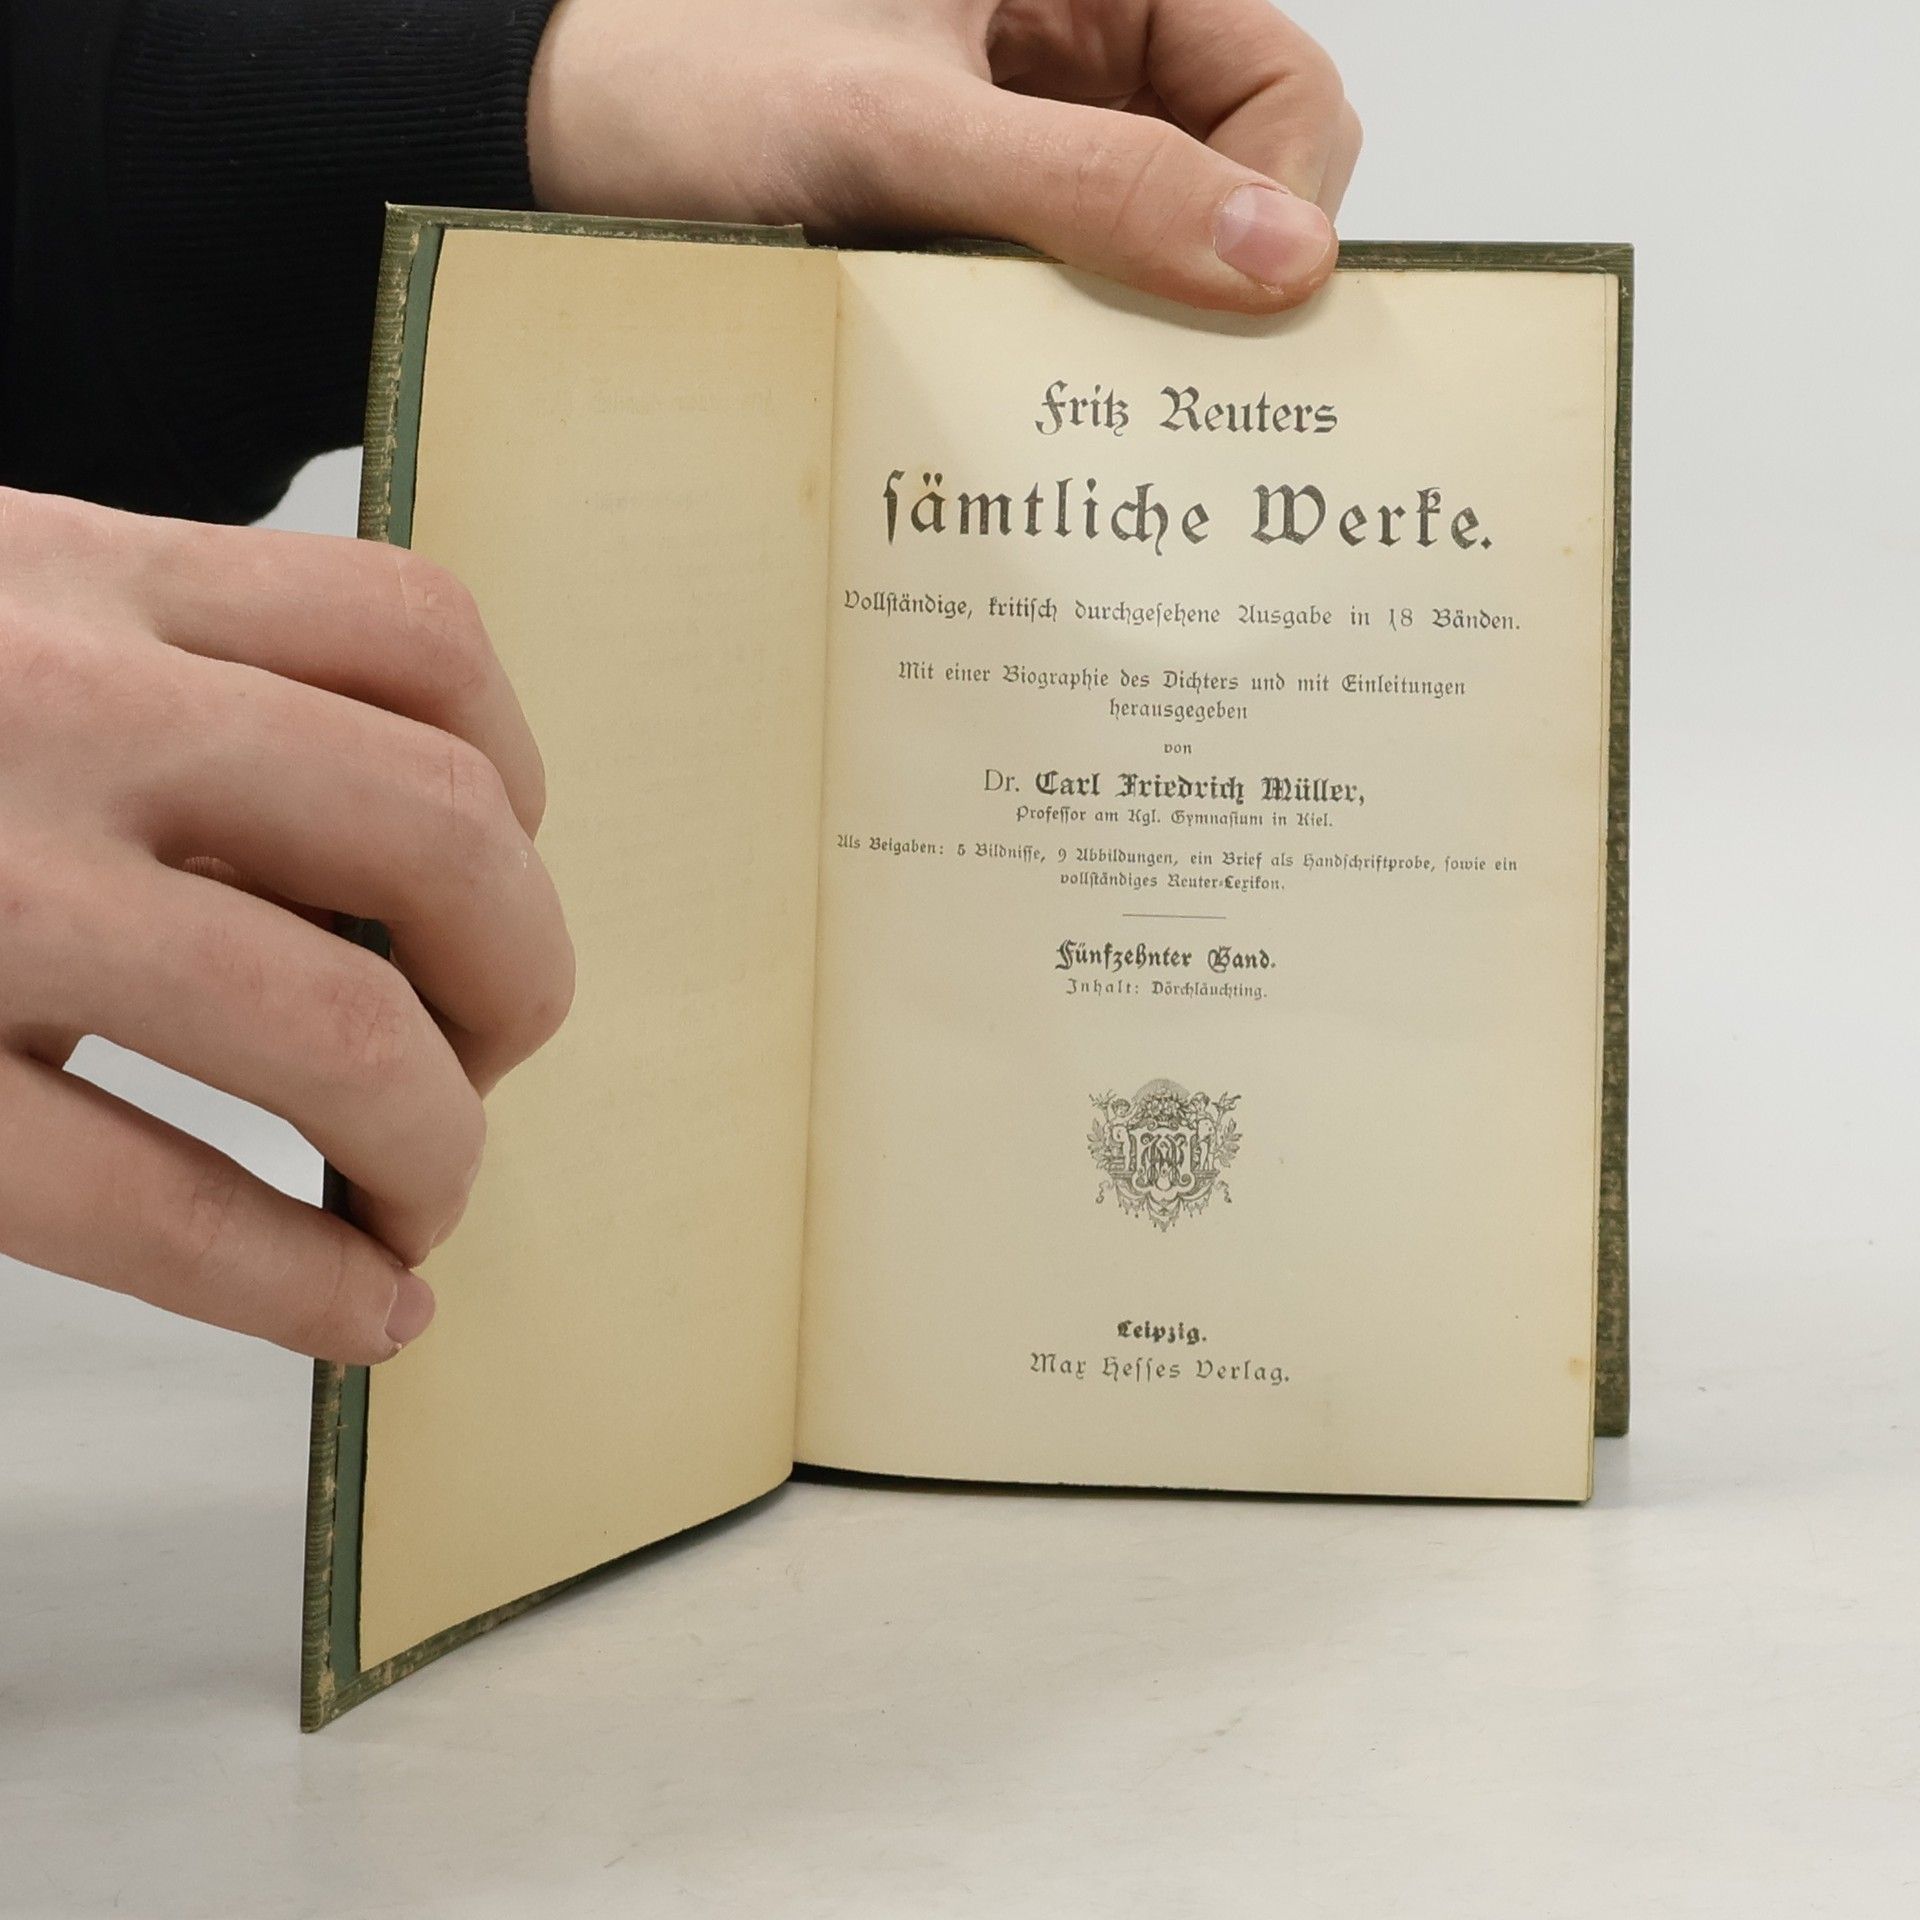 Fritz Reuters
sämtliche Werke.
Vollständige, kritisch durchgesehene Ausgabe in 18 Bänden.
Mit einer Biographie des Dichters und mit Einleitungen
herausgegeben
von
Dr. Carl Friedrich Müller,
Professor am Kgl. Gymnasium in Kiel.
Als Beigaben: 5 Bildnisse, 9 Abbildungen, ein Brief als Handschriftprobe, sowie ein
vollständiges Reuter-Lexikon.
Fünfzehnter Band.
Inhalt: Dörchläuchting.
Leipzig.
Max Hesses Verlag.